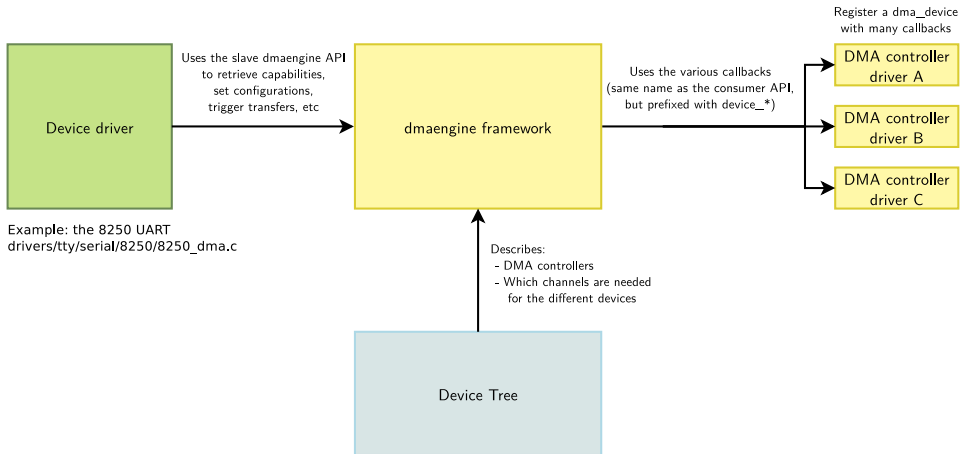 Register a dma_device
with many callbacks
Uses the slave dmaengine API
to retrieve capabilities,
set configurations,
trigger transfers, etc
Device driver
dmaengine framework
Uses the various callbacks
(same name as the consumer API,
but prefixed with device_*)
DMA controller
driver A
DMA controller
driver B
DMA controller
driver C
Example: the 8250 UART
drivers/tty/serial/8250/8250_dma.c
Describes:
- DMA controllers
- Which channels are needed
for the different devices
Device Tree